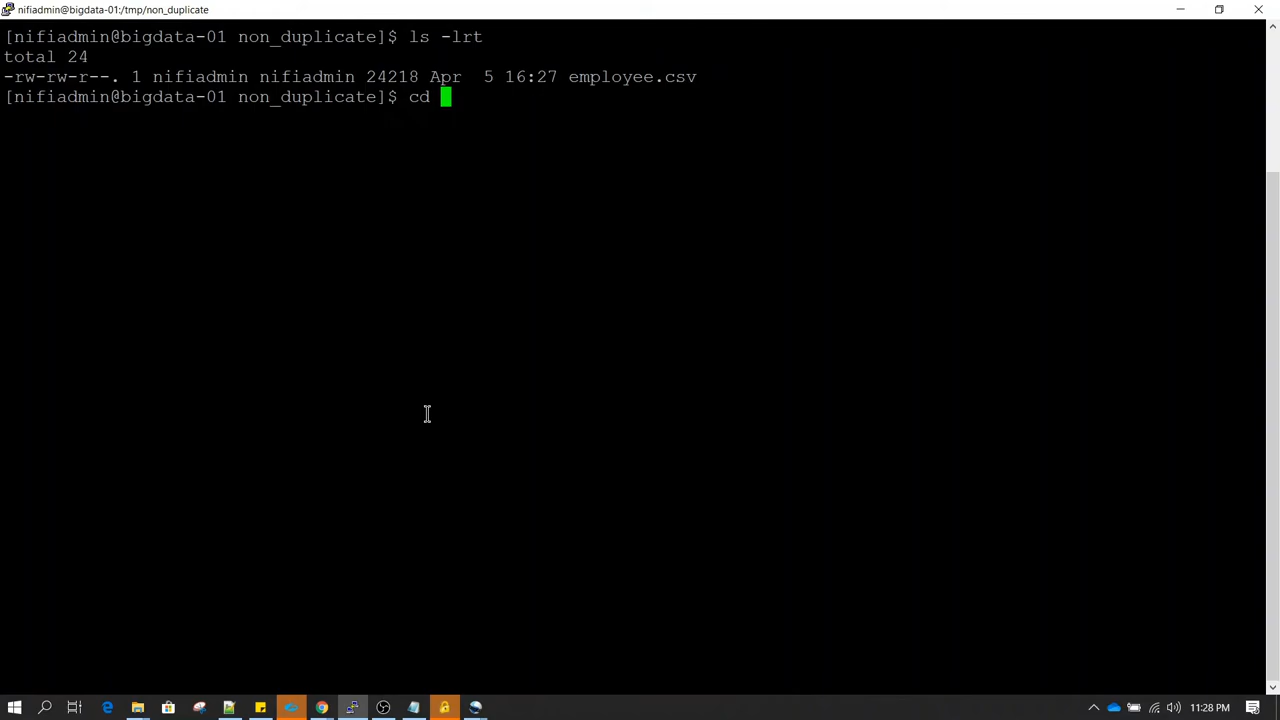 nifiadmin@bigdata-01:/tmp/non_duplicate
[nifiadmin@bigdata-01 non_duplicate]$ ls -lrt
total 24
-rw-rw-r--. 1 nifiadmin nifiadmin 24218 Apr  5 16:27 employee.csv
[nifiadmin@bigdata-01 non_duplicate]$ cd
11:28 PM